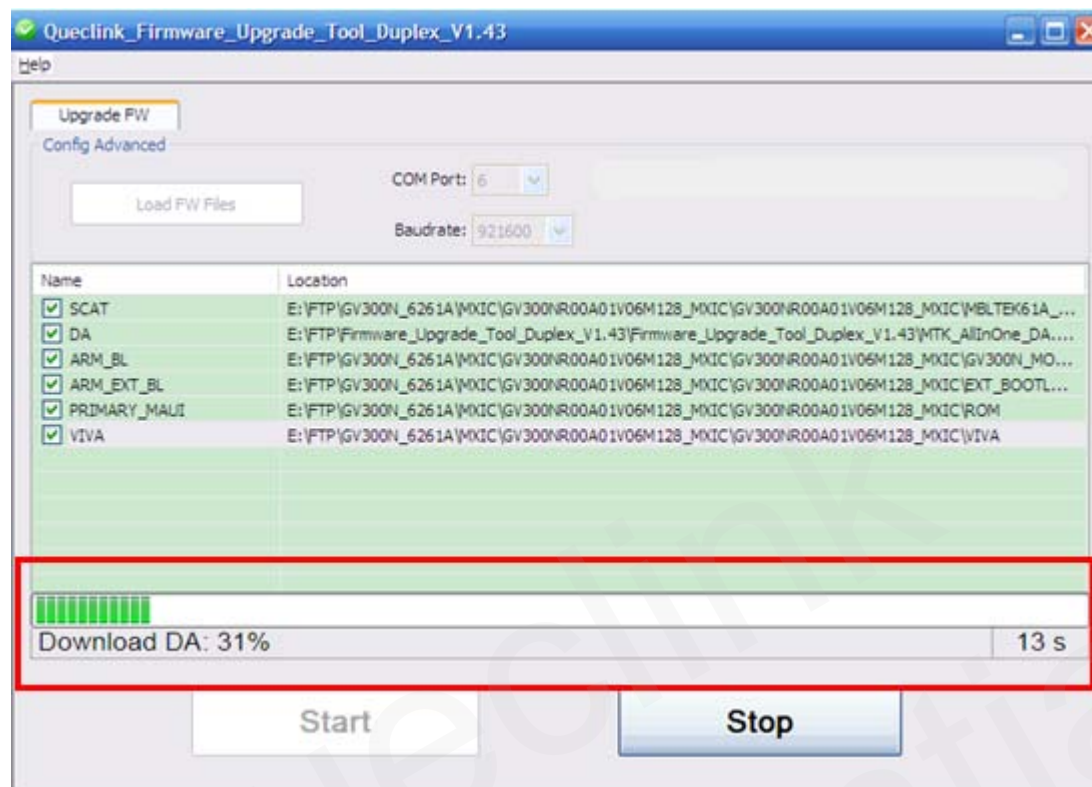 Queclink_Firmware_Upgrade_Tool_Duplex_V1.43
Help
Upgrade FW
Config Advanced
Load FW Files
COM Port: 6
Baudrate: 921600
Name Location
SCAT E:\FTP\GV300N_6261A\MXIC\GV300NR00A01V06M128_MXIC\GV300NR00A01V06M128_MXIC\MBLTEK61A_...
DA E:\FTP\Firmware_Upgrade_Tool_Duplex_V1.43\Firmware_Upgrade_Tool_Duplex_V1.43\MTK_AllInOne_DA....
ARM_BL E:\FTP\GV300N_6261A\MXIC\GV300NR00A01V06M128_MXIC\GV300NR00A01V06M128_MXIC\GV300N_MO...
ARM_EXT_BL E:\FTP\GV300N_6261A\MXIC\GV300NR00A01V06M128_MXIC\GV300NR00A01V06M128_MXIC\EXT_BOOTL...
PRIMARY_MAUI E:\FTP\GV300N_6261A\MXIC\GV300NR00A01V06M128_MXIC\GV300NR00A01V06M128_MXIC\ROM
VIVA E:\FTP\GV300N_6261A\MXIC\GV300NR00A01V06M128_MXIC\GV300NR00A01V06M128_MXIC\VIVA
Download DA: 31% 13 s
Start Stop